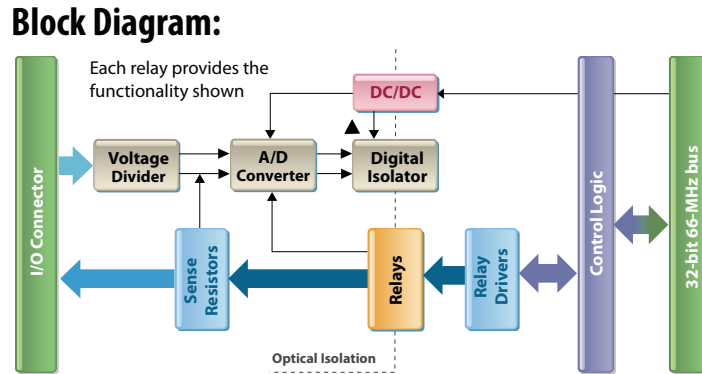 Block Diagram:
Each relay provides the
functionality shown
DC/DC
Voltage
Divider
A/D
Converter
Digital
Isolator
I/O Connector
Sense
Resistors
Relays
Relay
Drivers
Control Logic
32-bit 66-MHz bus
Optical Isolation